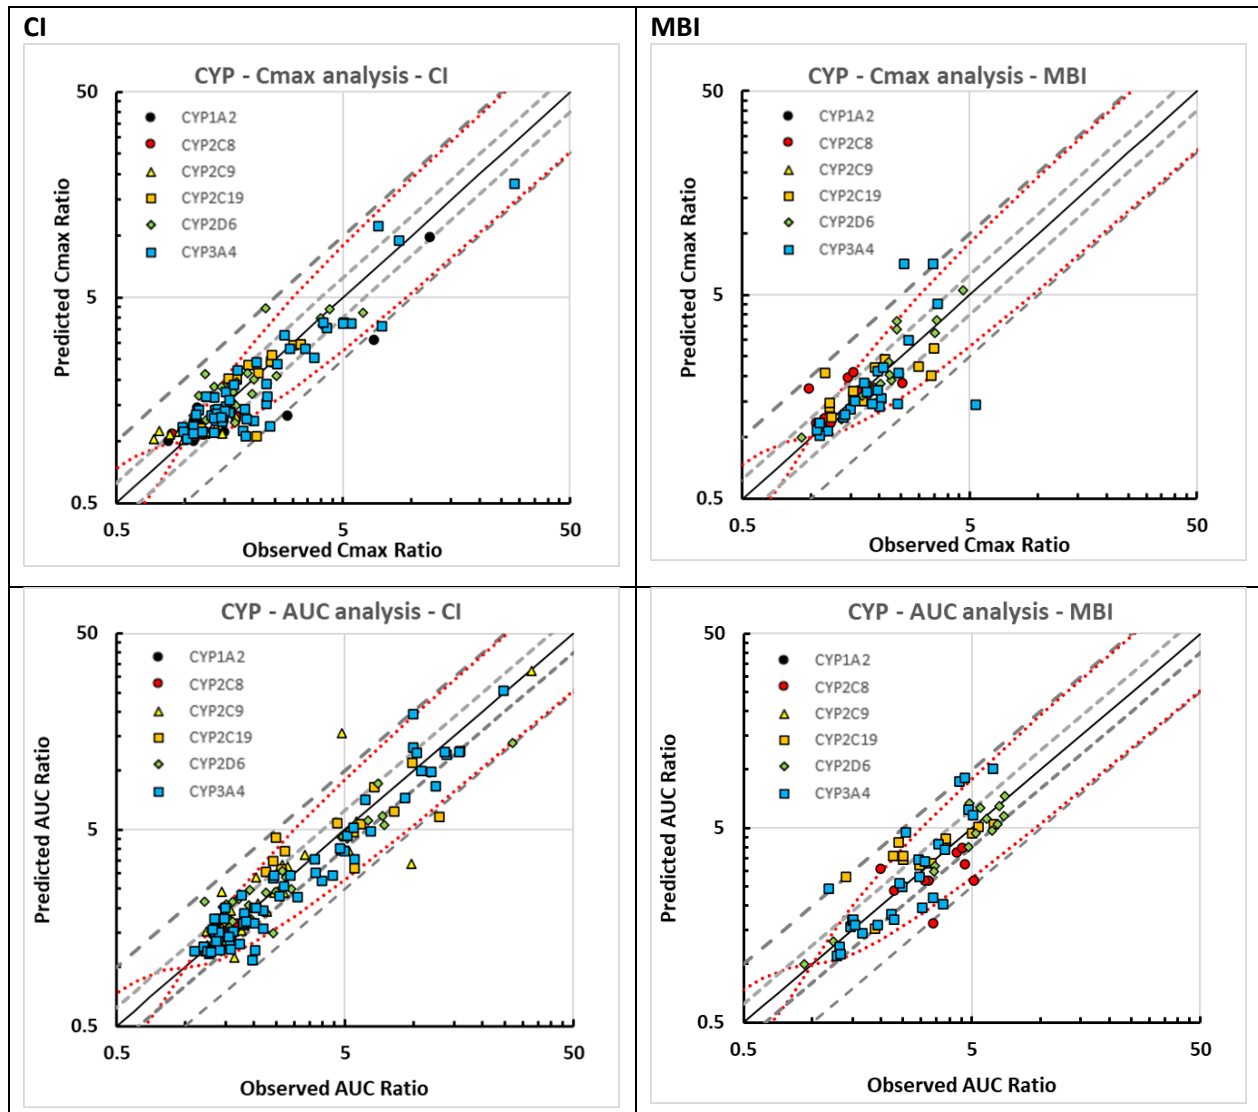 CI
CYP - Cmax analysis - CI
50
CYP1A2
CYP2C8
CYP2C9
CYP2C19
CYP2D6
CYP3A4
Predicted Cmax Ratio
5
0.5
0.5
5
50
Observed Cmax Ratio
MBI
CYP - Cmax analysis - MBI
50
CYP1A2
CYP2C8
CYP2C9
CYP2C19
CYP2D6
CYP3A4
Predicted Cmax Ratio
5
0.5
0.5
5
50
Observed Cmax Ratio
CYP - AUC analysis - CI
50
CYP1A2
CYP2C8
CYP2C9
CYP2C19
CYP2D6
CYP3A4
Predicted AUC Ratio
5
0.5
0.5
5
50
Observed AUC Ratio
CYP - AUC analysis - MBI
50
CYP1A2
CYP2C8
CYP2C9
CYP2C19
CYP2D6
CYP3A4
Predicted AUC Ratio
5
0.5
0.5
5
50
Observed AUC Ratio